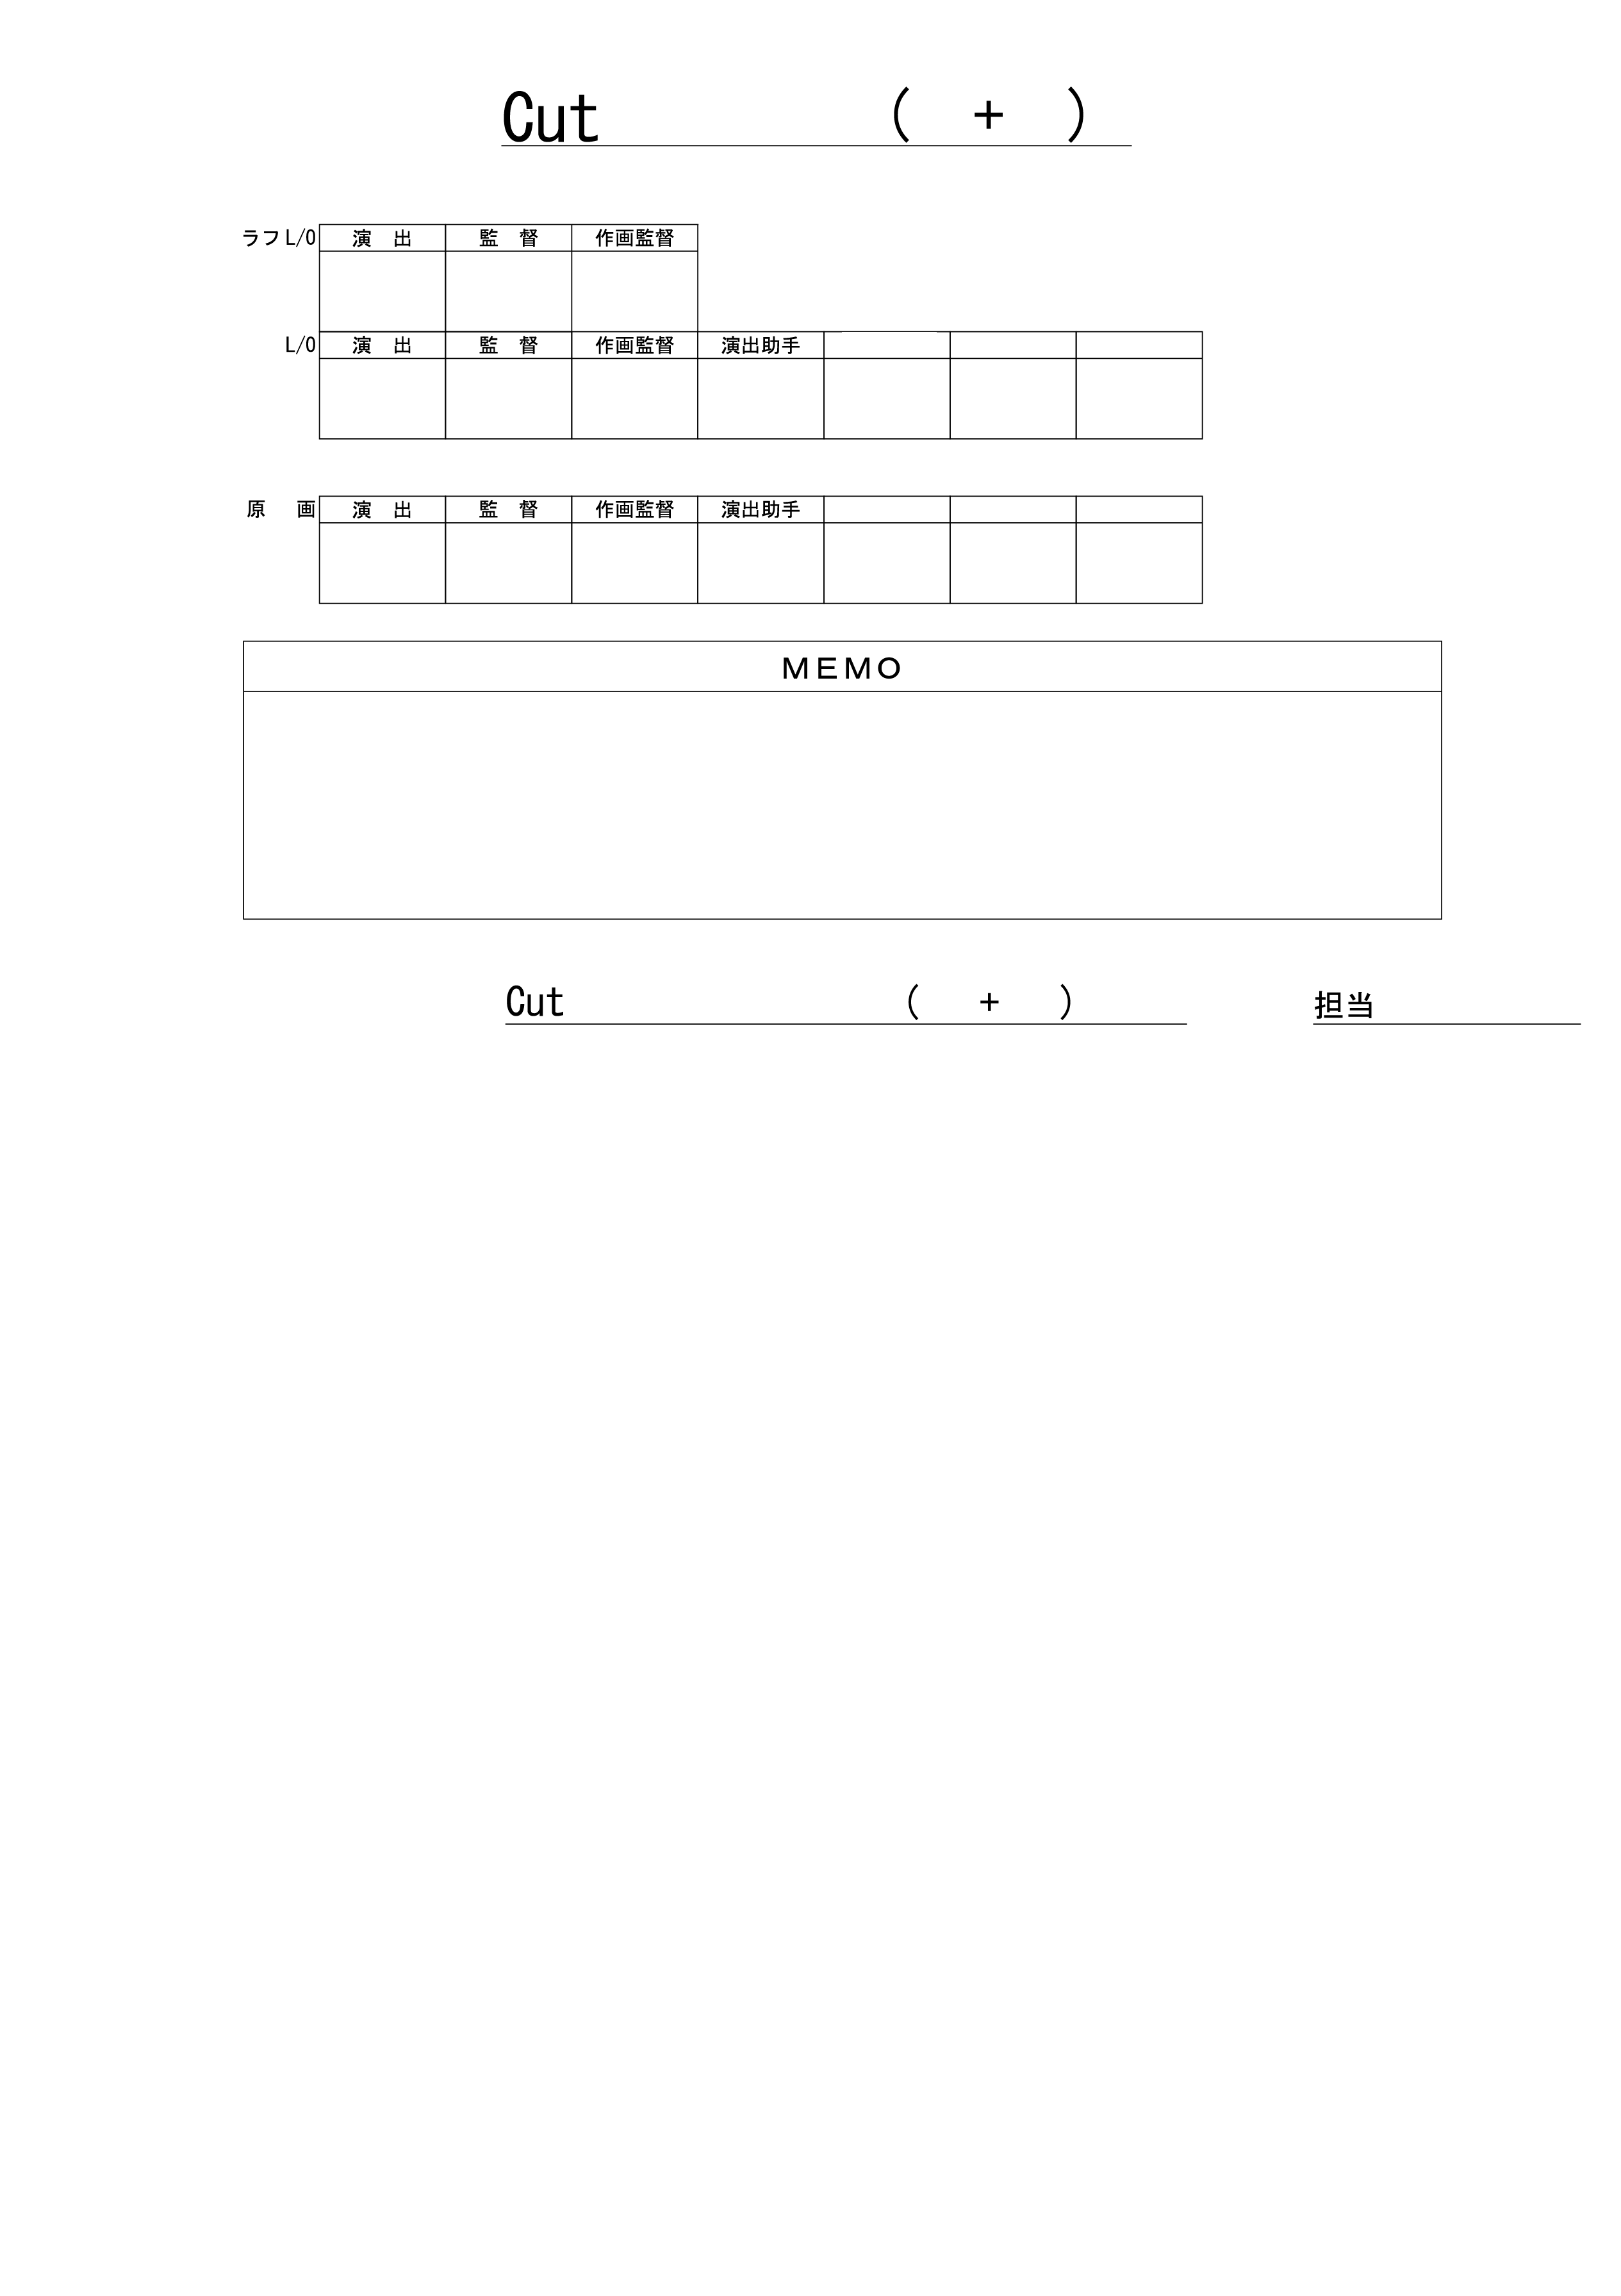 Cut ( + )
ラフL/O 演 出 監 督 作画監督
L/O 演 出 監 督 作画監督 演出助手
原 画 演 出 監 督 作画監督 演出助手
ＭＥＭＯ
Cut ( + ) 担当